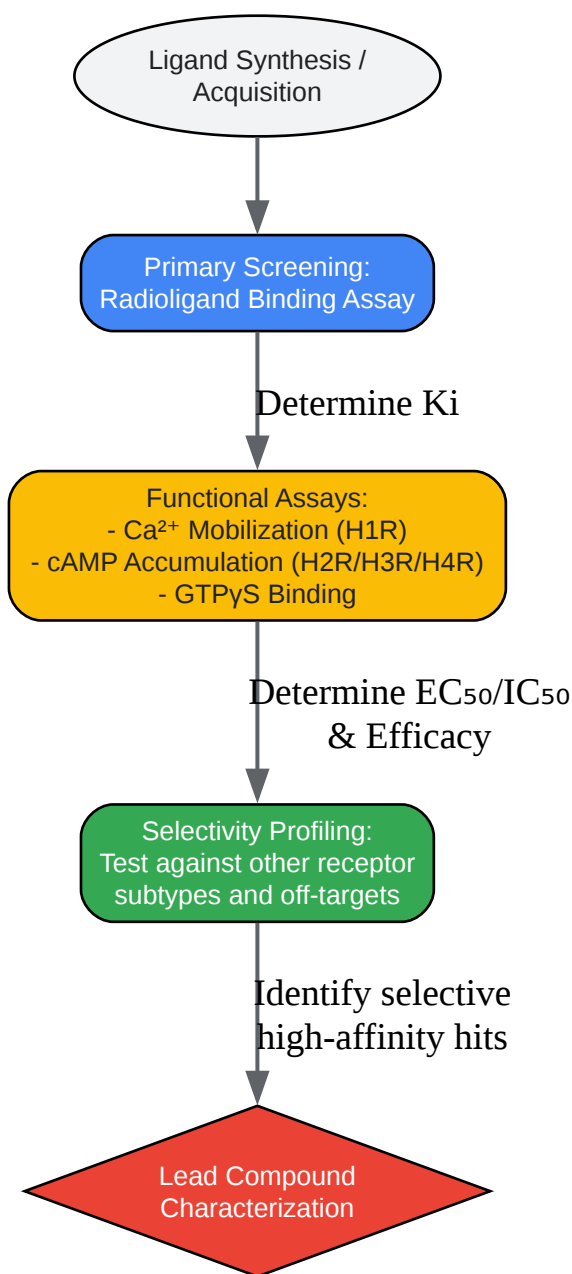 Ligand Synthesis /
Acquisition
Primary Screening:
Radioligand Binding Assay
Determine Ki
Functional Assays:
- Ca²⁺ Mobilization (H1R)
- cAMP Accumulation (H2R/H3R/H4R)
- GTPγS Binding
Determine EC₅₀/IC₅₀
& Efficacy
Selectivity Profiling:
Test against other receptor
subtypes and off-targets
Identify selective
high-affinity hits
Lead Compound
Characterization